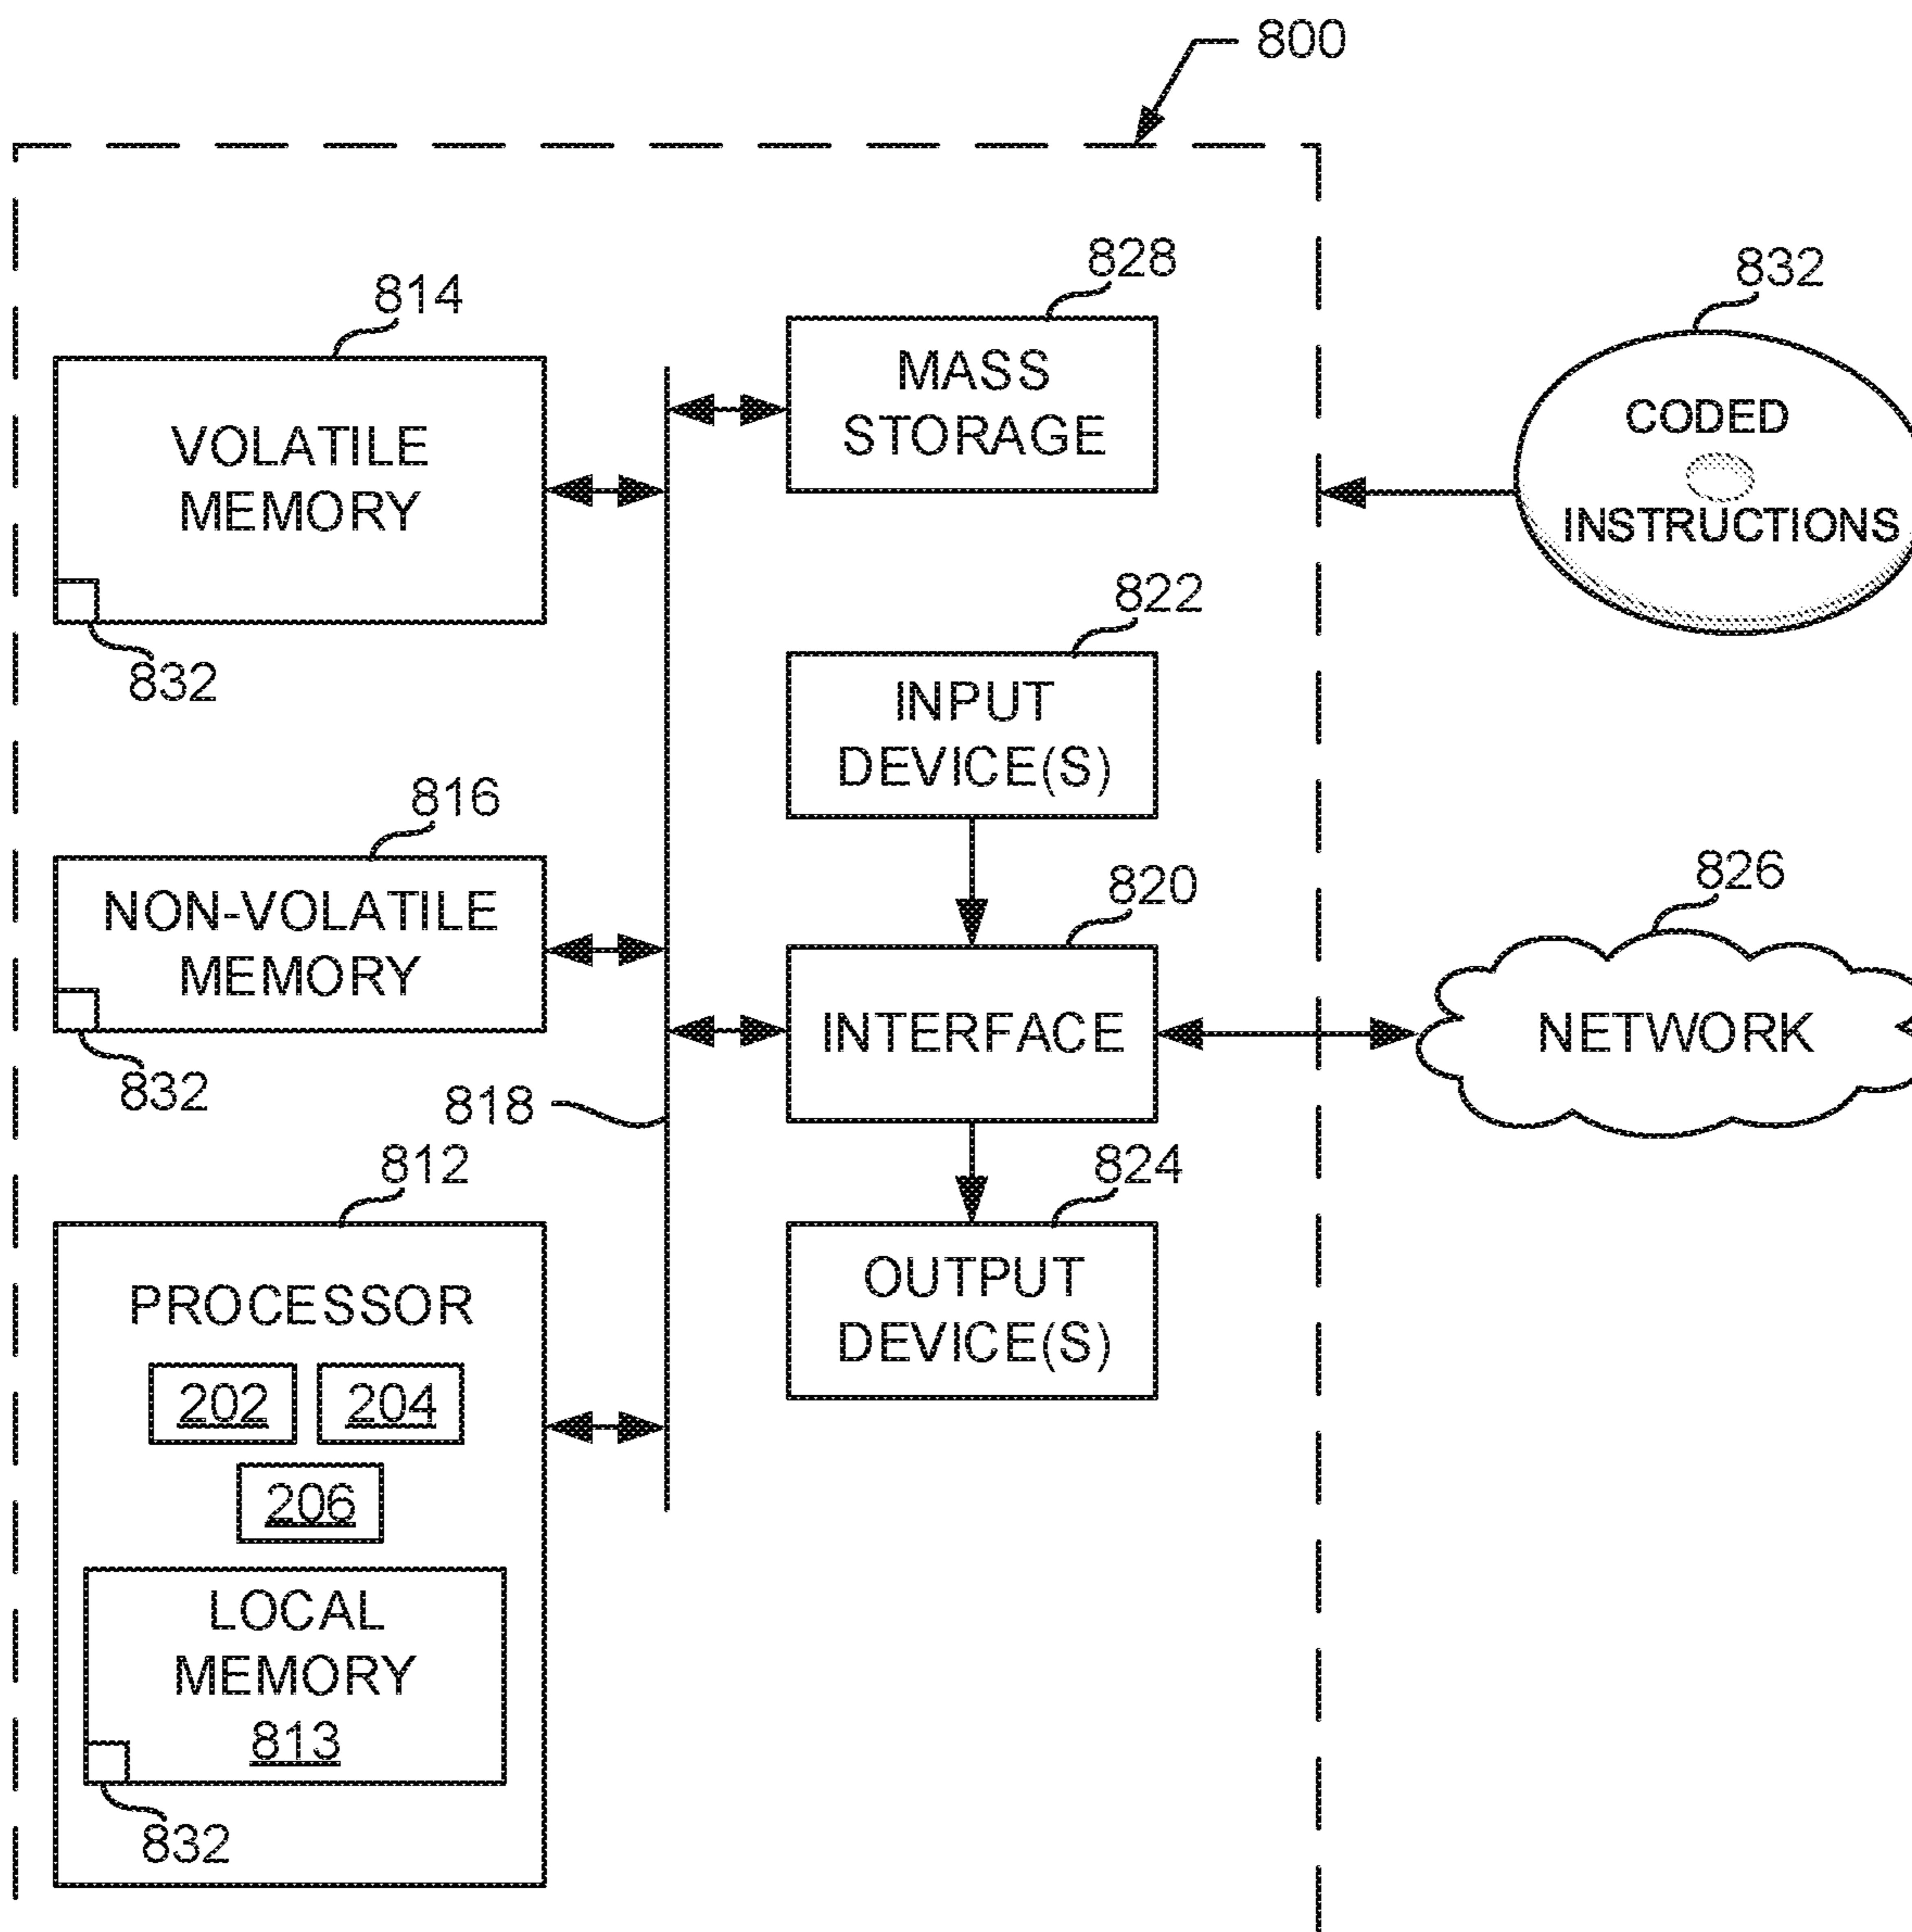 800
828
832
814
MASS
STORAGE
CODED
INSTRUCTIONS
VOLATILE
MEMORY
832
822
INPUT
DEVICE(S)
816
820
826
NON-VOLATILE
MEMORY
INTERFACE
NETWORK
832
818
812
824
PROCESSOR
OUTPUT
DEVICE(S)
202
204
206
LOCAL
MEMORY
813
832